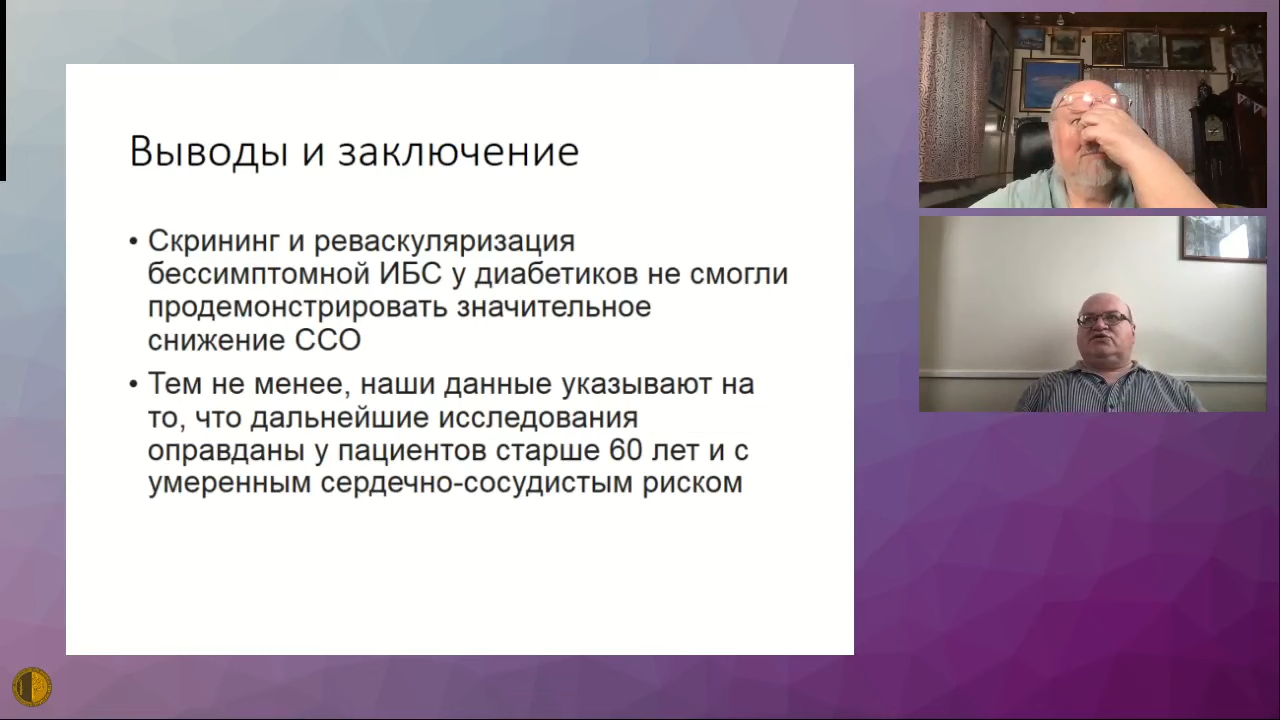 Выводы и заключение
• Скрининг и реваскуляризация
бессимптомной ИБС у диабетиков не смогли
продемонстрировать значительное
снижение ССО
• Тем не менее, наши данные указывают на
то, что дальнейшие исследования
оправданы у пациентов старше 60 лет и с
умеренным сердечно-сосудистым риском